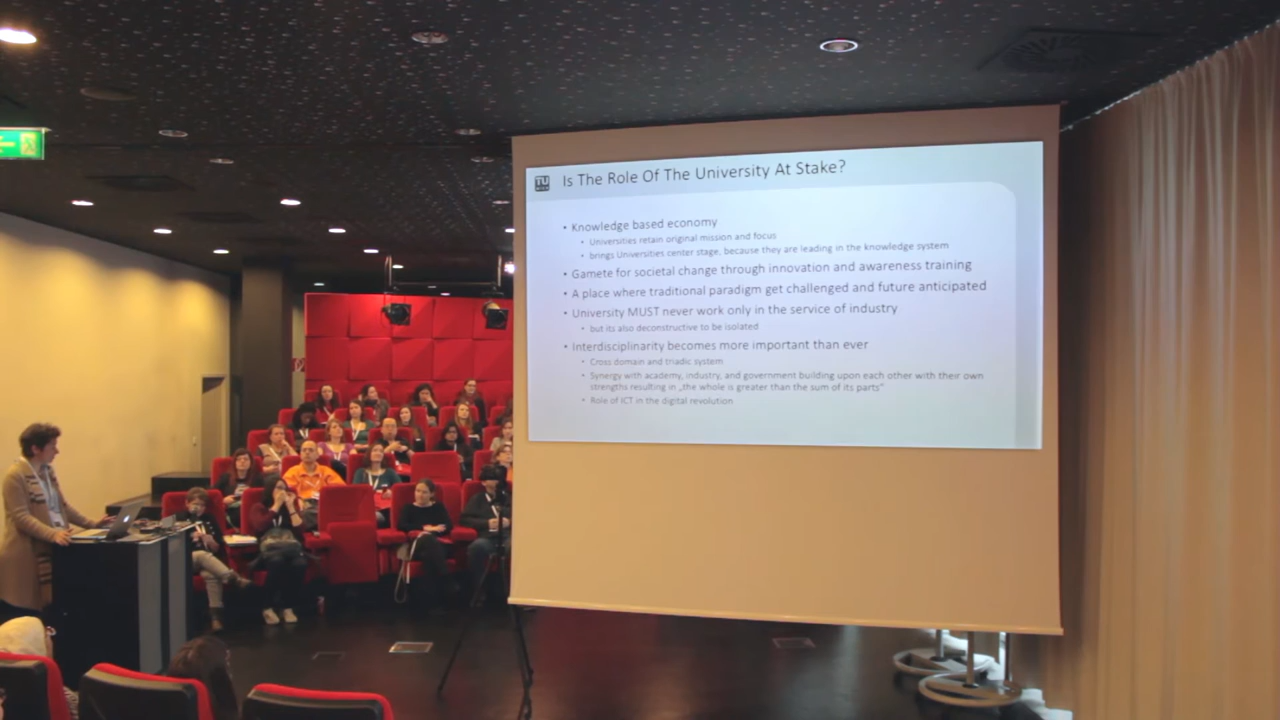 TU
Is The Role Of The University At Stake?
• Knowledge based economy
• Universities retain original mission and focus
• brings Universities center stage, because they are leading in the knowledge system
• Gamete for societal change through innovation and awareness training
• A place where traditional paradigm get challenged and future anticipated
• University MUST never work only in the service of industry
• but its also deconstructive to be isolated
• Interdisciplinarity becomes more important than ever
• Cross domain and triadic system
• Synergy with academy, industry, and government building upon each other with their own
strengths resulting in „the whole is greater than the sum of its parts“
• Role of ICT in the digital revolution